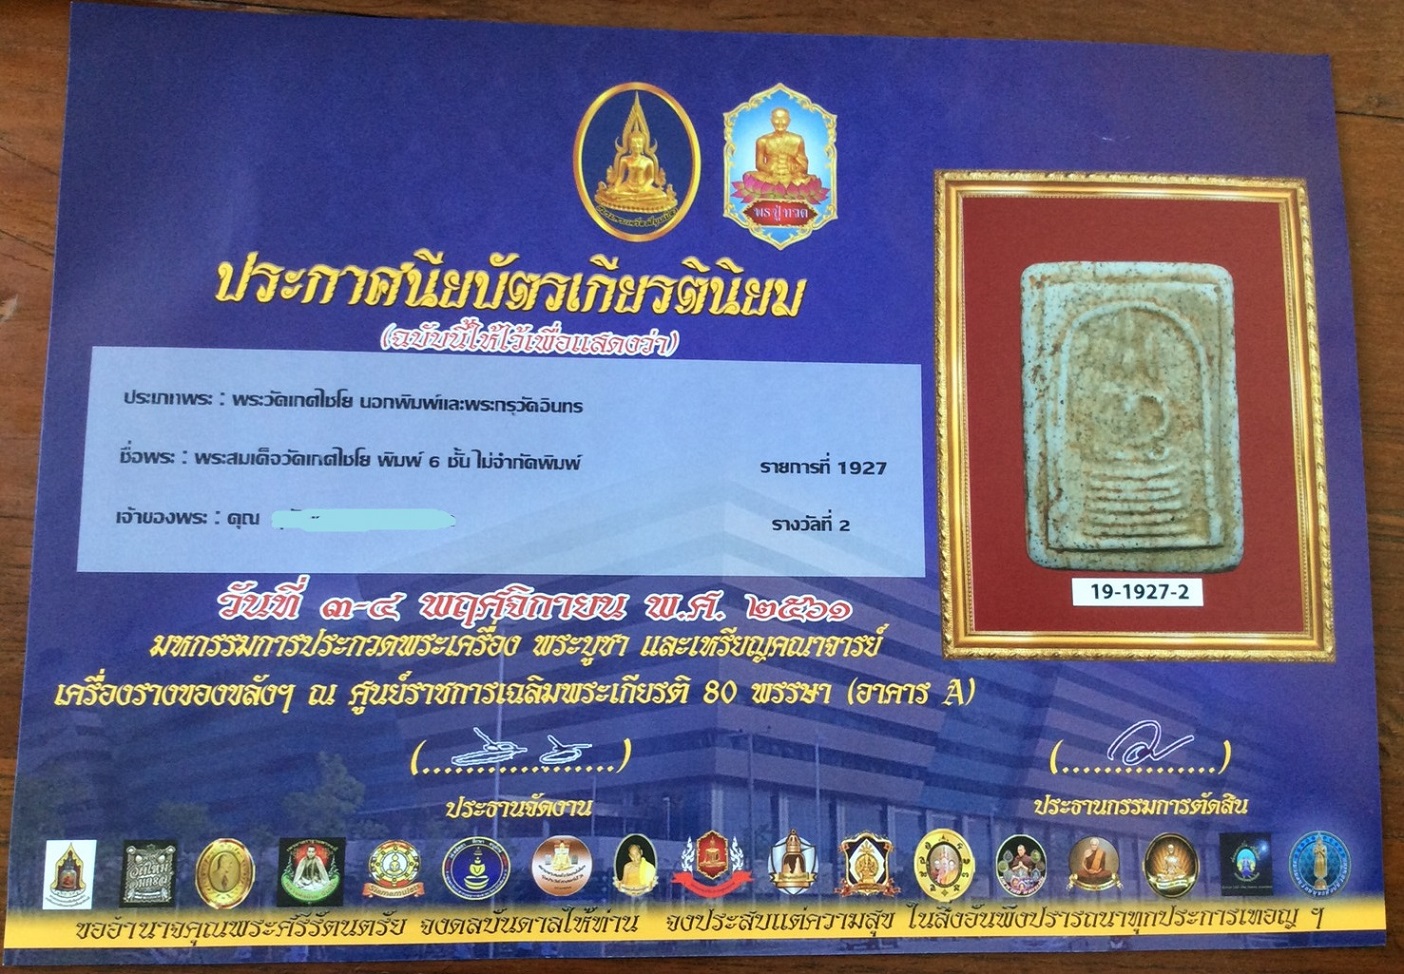 พรปู่ทวด
ประกาศนียบัตรเกียรตินิยม
(ฉบับนี้ให้ไว้เพื่อแสดงว่า)
ประเภทพระ : พระวัดเกศไชโย นอกพิมพ์และพระกรุวัดอินทร
ชื่อพระ : พระสมเด็จวัดเกศไชโย พิมพ์ 6 ชั้น ไม่จำกัดพิมพ์
รายการที่ 1927
เจ้าของพระ : คุณ
รางวัลที่ 2
19-1927-2
วันที่ ๓-๔ พฤศจิกายน พ.ศ. ๒๕๖๑
มหกรรมการประกวดพระเครื่อง พระบูชา และเหรียญคณาจารย์
เครื่องรางของขลังฯ ณ ศูนย์ราชการเฉลิมพระเกียรติ 80 พรรษา (อาคาร A)
(....................)
(................)
ประธานจัดงาน
ประธานกรรมการตัดสิน
ขออำนาจคุณพระศรีรัตนตรัย จงดลบันดาลให้ท่าน จงประสบแต่ความสุข ในสิ่งอันพึงปรารถนาทุกประการเทอญ ฯ